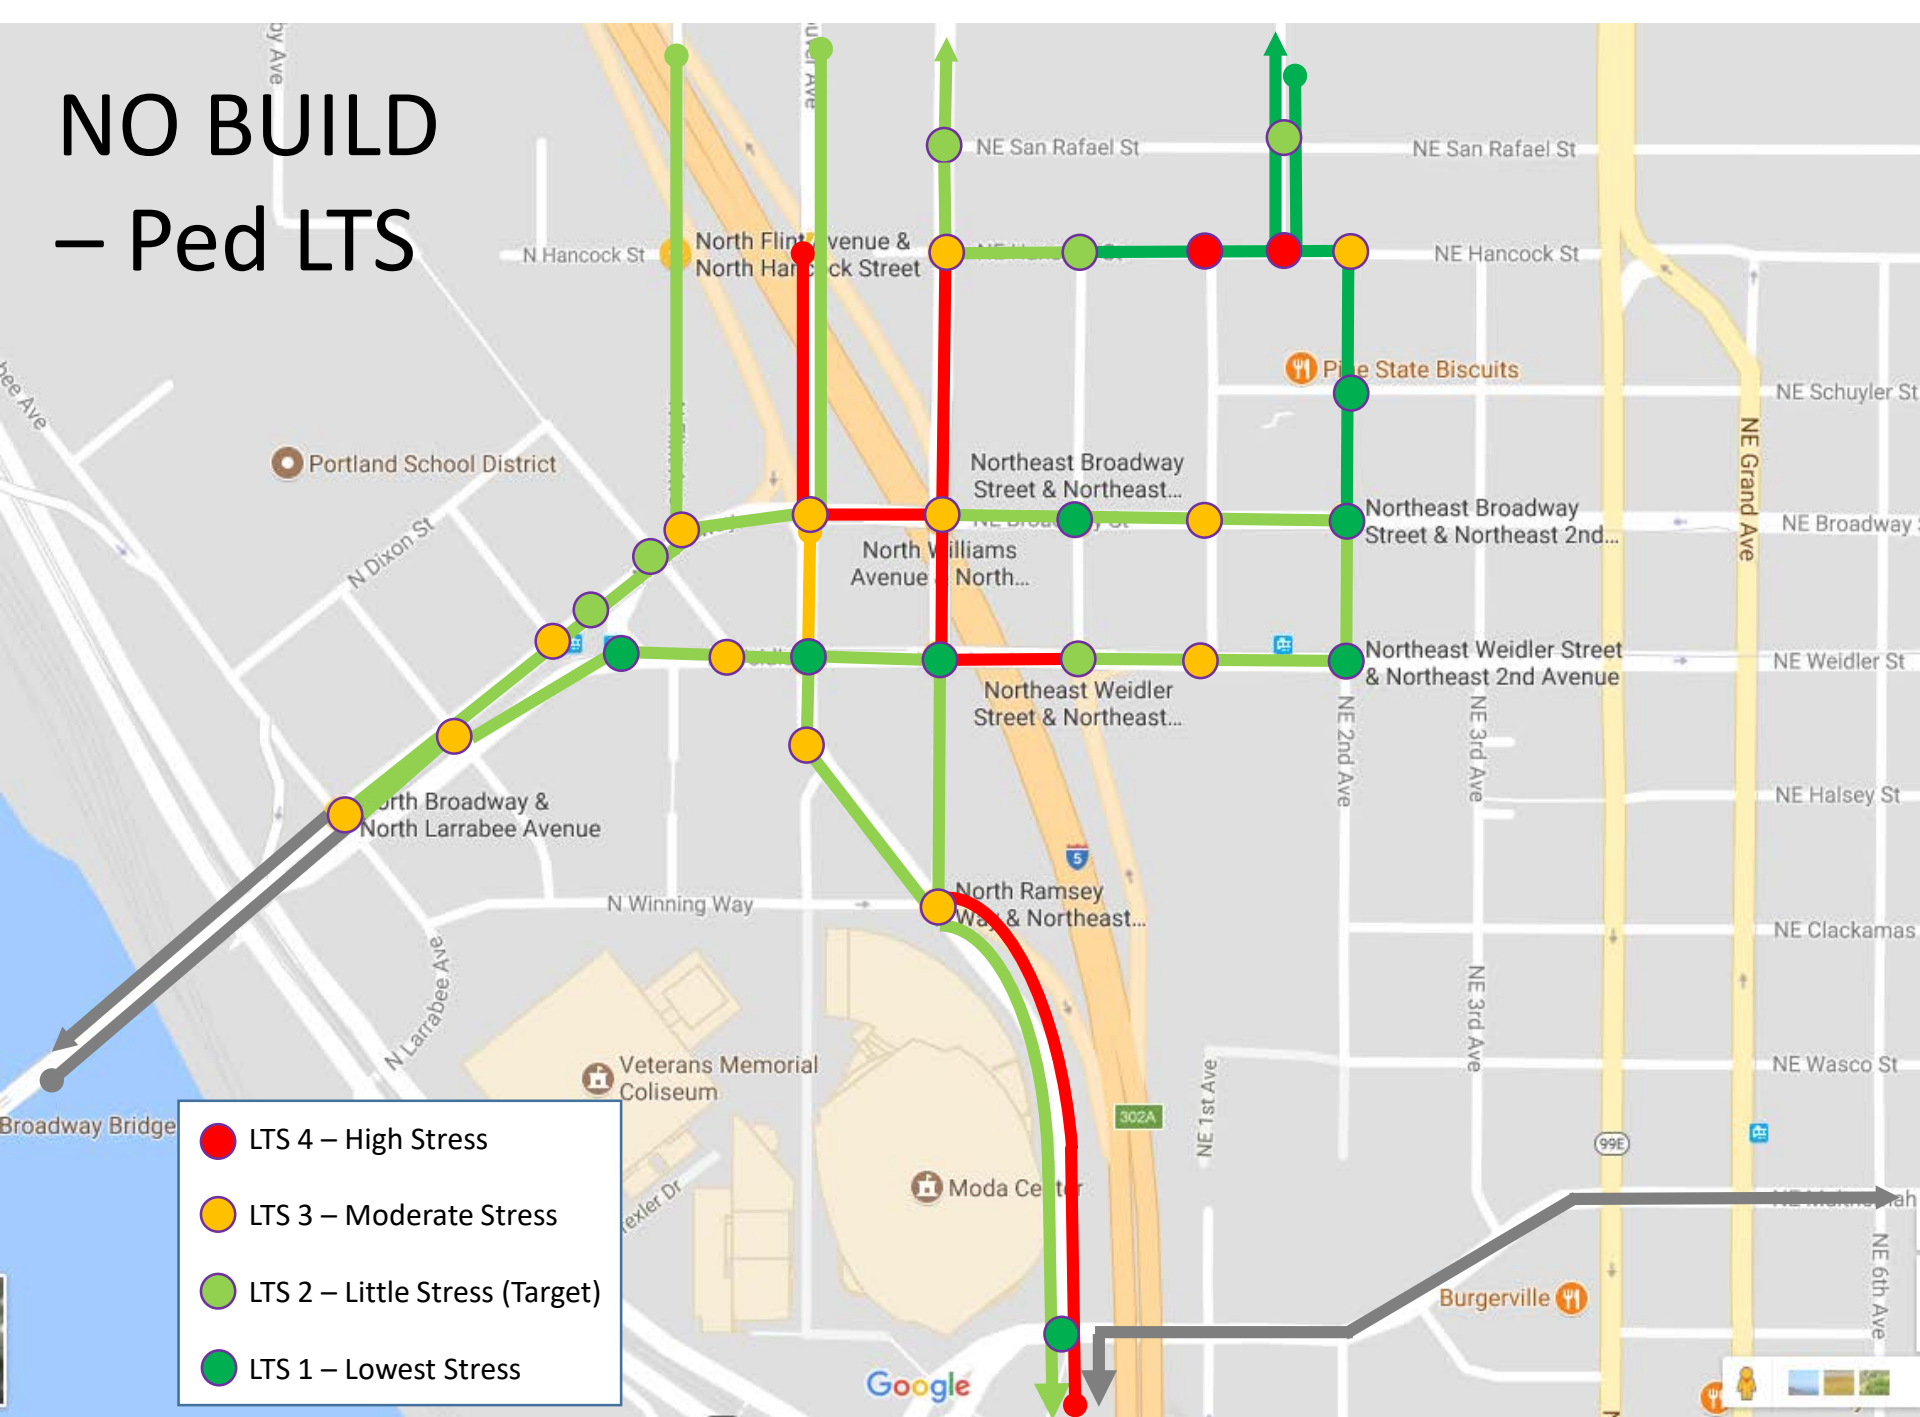 NO BUILD
– Ped LTS
NE San Rafael St
NE San Rafael St
N Hancock St
North Flint Avenue &
North Hancock Street
NE Hancock St
Pine State Biscuits
NE Schuyler St
NE Grand Ave
Portland School District
Northeast Broadway
Street & Northeast...
Northeast Broadway
Street & Northeast 2nd...
NE Broadway
N Dixon St
North Williams
Avenue & North...
Northeast Weidler Street
& Northeast 2nd Avenue
NE Weidler St
Northeast Weidler
Street & Northeast...
NE 2nd Ave
NE 3rd Ave
NE Halsey St
North Broadway &
North Larrabee Avenue
5
N Winning Way
North Ramsey
Way & Northeast...
NE Clackamas
N Larrabee Ave
NE 3rd Ave
Veterans Memorial
Coliseum
NE 1st Ave
NE Wasco St
302A
99E
Broadway Bridge
Moda Center
NE 6th Ave
Burgerville
Google
LTS 4 – High Stress
LTS 3 – Moderate Stress
LTS 2 – Little Stress (Target)
LTS 1 – Lowest Stress